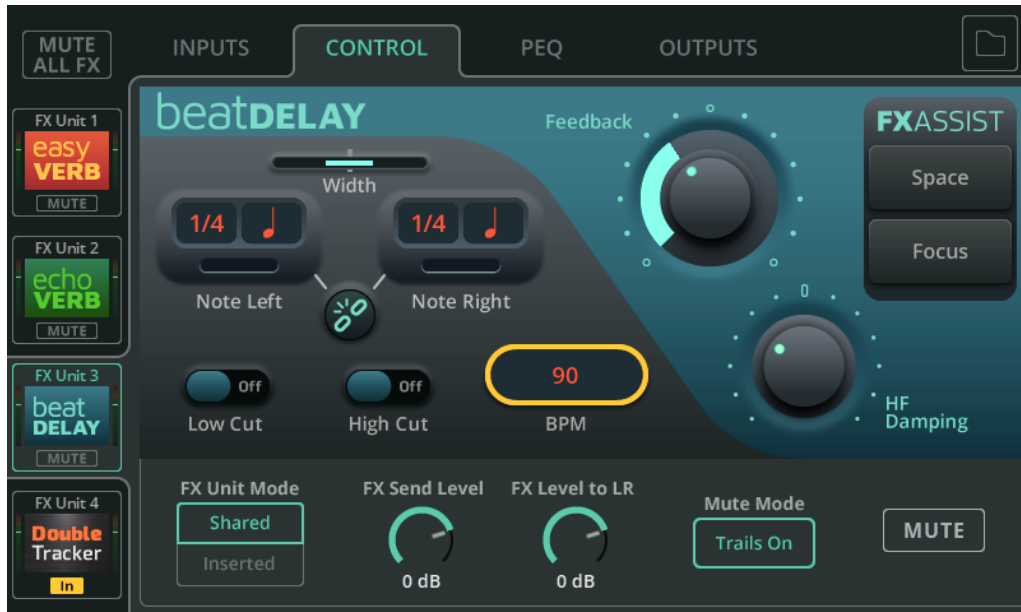 MUTE
ALL FX
INPUTS
CONTROL
PEQ
OUTPUTS
FX Unit 1
easy
VERB
MUTE
FX Unit 2
echo
VERB
MUTE
FX Unit 3
beat
DELAY
MUTE
FX Unit 4
Double
Tracker
In
beatDELAY
Width
1/4
1/4
Note Left
Note Right
Off
Low Cut
Off
High Cut
90
BPM
Feedback
0
HF
Damping
FXASSIST
Space
Focus
FX Unit Mode
Shared
Inserted
FX Send Level
0 dB
FX Level to LR
0 dB
Mute Mode
Trails On
MUTE